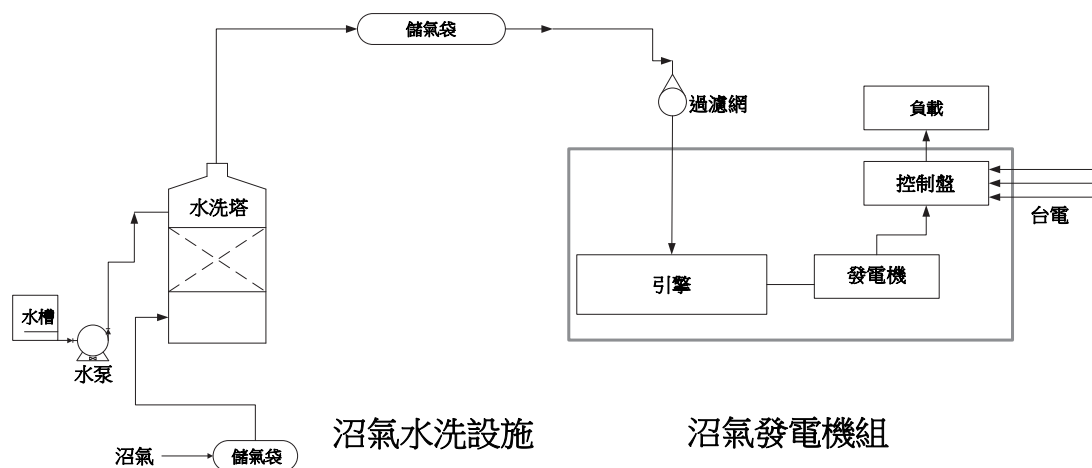 儲氣袋
過濾網
負載
水洗塔
控制盤
台電
引擎
發電機
水槽
水泵
沼氣水洗設施
沼氣發電機組
沼氣
儲氣袋